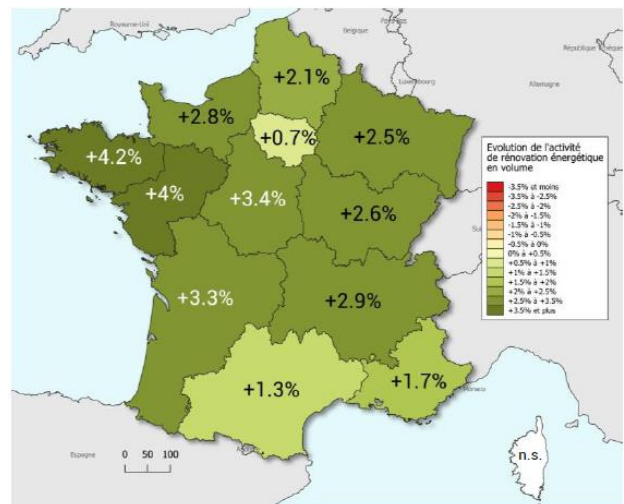 Royaume-Uni
Belgique
Pays-Bas
Luxembourg
Allemagne
République Tchèque
+2.1%
+2.8%
+0.7%
+2.5%
+4.2%
+4%
+3.4%
+2.6%
+3.3%
+2.9%
+1.3%
+1.7%
Monaco
n.s.
Espagne
0 50 100
Evolution de l'activité
de rénovation énergétique
en volume
-3.5% et moins
-3.5% à -2.5%
-2.5% à -2%
-2% à -1.5%
-1.5% à -1%
-1% à -0.5%
-0.5% à 0%
0% à +0.5%
+0.5% à +1%
+1% à +1.5%
+1.5% à +2%
+2% à +2.5%
+2.5% à +3.5%
+3.5% et plus